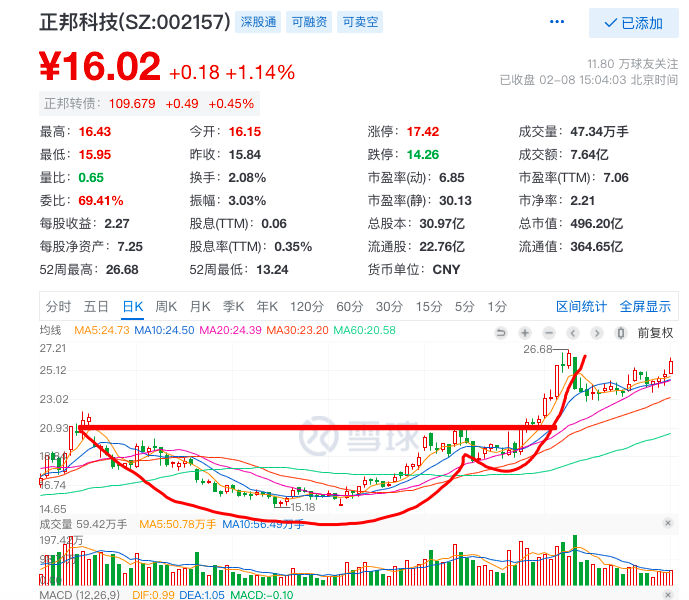 正邦科技(SZ:002157) 深股通 可融资 可卖空 ••• 已添加
¥16.02 +0.18 +1.14%
11.80 万球友关注
已收盘 02-08 15:04:03 北京时间
正邦转债: 109.679 +0.49 +0.45%
最高: 16.43 今开: 16.15 涨停: 17.42 成交量: 47.34万手
最低: 15.95 昨收: 15.84 跌停: 14.26 成交额: 7.64亿
量比: 0.65 换手: 2.08% 市盈率(动): 6.85 市盈率(TTM): 7.06
委比: 69.41% 振幅: 3.03% 市盈率(静): 30.13 市净率: 2.21
每股收益: 2.27 股息(TTM): 0.06 总股本: 30.97亿 总市值: 496.20亿
每股净资产: 7.25 股息率(TTM): 0.35% 流通股: 22.76亿 流通值: 364.65亿
52周最高: 26.68 52周最低: 13.24 货币单位: CNY
分时 五日 日K 周K 月K 季K 年K 120分 60分 30分 15分 5分 1分 区间统计 全屏显示
均线 MA5:24.73 MA10:24.50 MA20:24.39 MA30:23.20 MA60:20.58 前复权
27.21
26.68
25.12
23.02
20.93
雪球
16.74
15.18
14.65
成交量 59.42万手 MA5:50.78万手 MA10:56.49万手
197.42万
MACD (12,26,9) DIF:0.99 DEA:1.05 MACD:-0.10